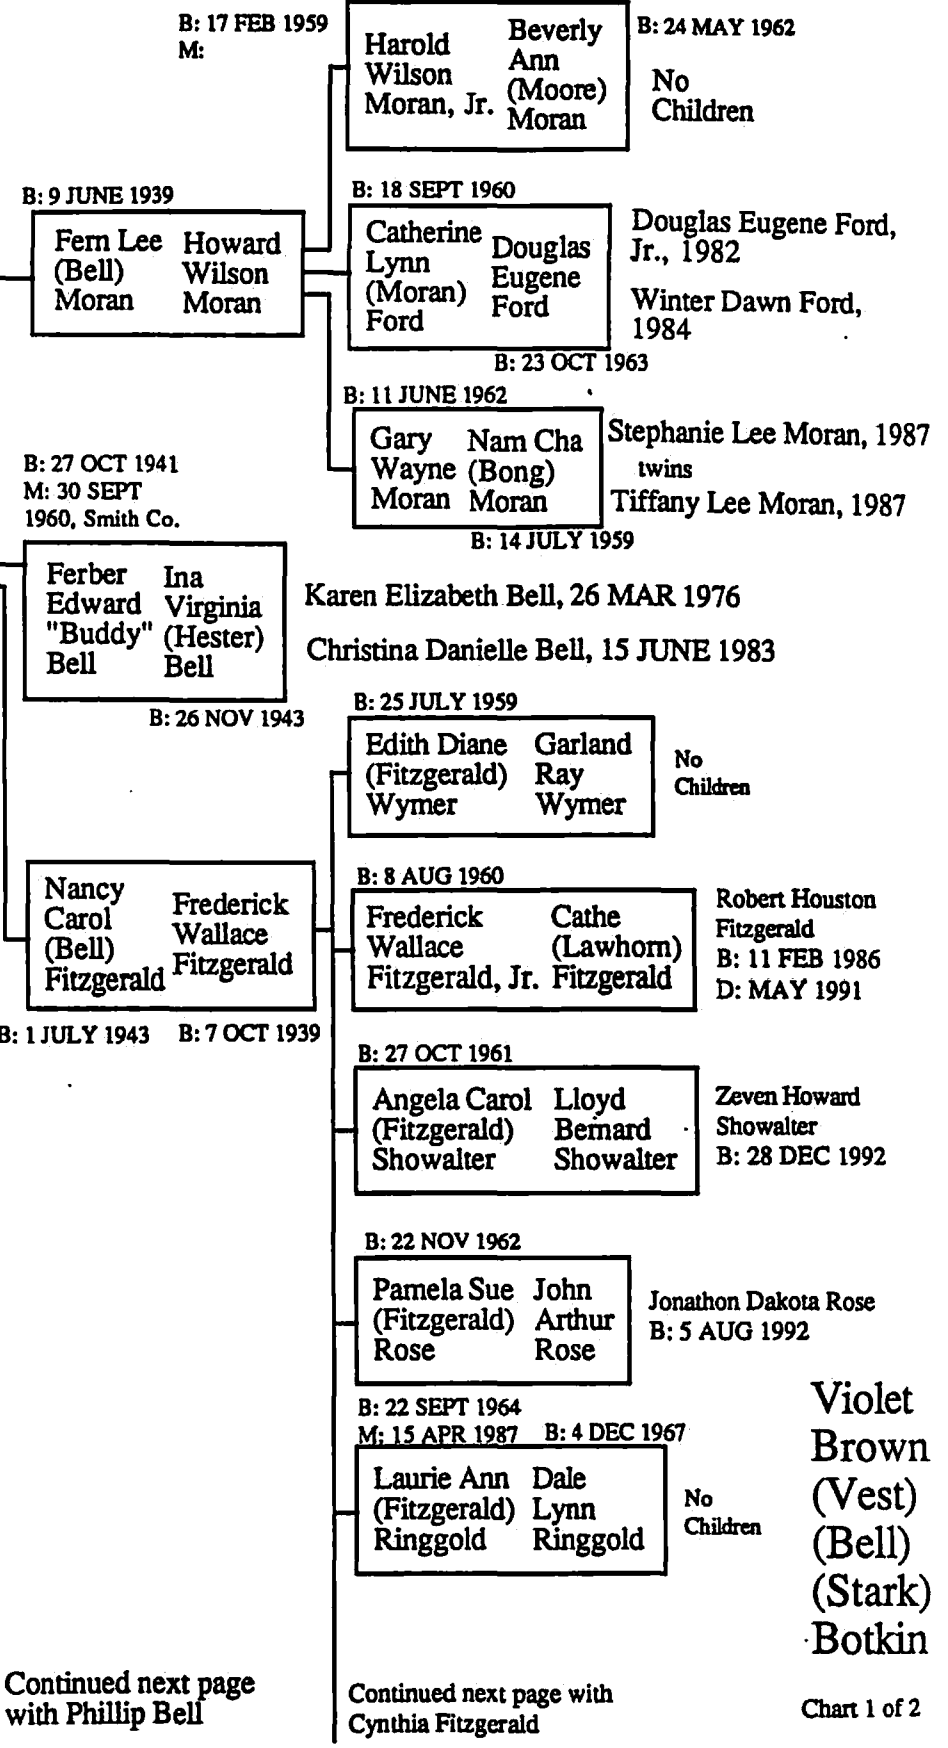 B: 17 FEB 1959
M:
Harold
Wilson
Moran, Jr.
Beverly
Ann
(Moore)
Moran
B: 24 MAY 1962
No
Children
B: 9 JUNE 1939
Fern Lee
(Bell)
Moran
Howard
Wilson
Moran
B: 18 SEPT 1960
Catherine
Lynn
(Moran)
Ford
Douglas
Eugene
Ford
B: 23 OCT 1963
Douglas Eugene Ford,
Jr., 1982
Winter Dawn Ford,
1984
B: 11 JUNE 1962
Gary
Wayne
Moran
Nam Cha
(Bong)
Moran
B: 14 JULY 1959
Stephanie Lee Moran, 1987
twins
Tiffany Lee Moran, 1987
B: 27 OCT 1941
M: 30 SEPT
1960, Smith Co.
Ferber
Edward
"Buddy"
Bell
Ina
Virginia
(Hester)
Bell
B: 26 NOV 1943
Karen Elizabeth Bell, 26 MAR 1976
Christina Danielle Bell, 15 JUNE 1983
B: 25 JULY 1959
Edith Diane
(Fitzgerald)
Wymer
Garland
Ray
Wymer
No
Children
Nancy
Carol
(Bell)
Fitzgerald
Frederick
Wallace
Fitzgerald
B: 1 JULY 1943
B: 7 OCT 1939
B: 8 AUG 1960
Frederick
Wallace
Fitzgerald, Jr.
Cathe
(Lawhorn)
Fitzgerald
Robert Houston
Fitzgerald
B: 11 FEB 1986
D: MAY 1991
B: 27 OCT 1961
Angela Carol
(Fitzgerald)
Showalter
Lloyd
Bernard
Showalter
Zeven Howard
Showalter
B: 28 DEC 1992
B: 22 NOV 1962
Pamela Sue
(Fitzgerald)
Rose
John
Arthur
Rose
Jonathon Dakota Rose
B: 5 AUG 1992
B: 22 SEPT 1964
M: 15 APR 1987
B: 4 DEC 1967
Laurie Ann
(Fitzgerald)
Ringgold
Dale
Lynn
Ringgold
No
Children
Violet
Brown
(Vest)
(Bell)
(Stark)
Botkin
Continued next page
with Phillip Bell
Continued next page with
Cynthia Fitzgerald
Chart 1 of 2